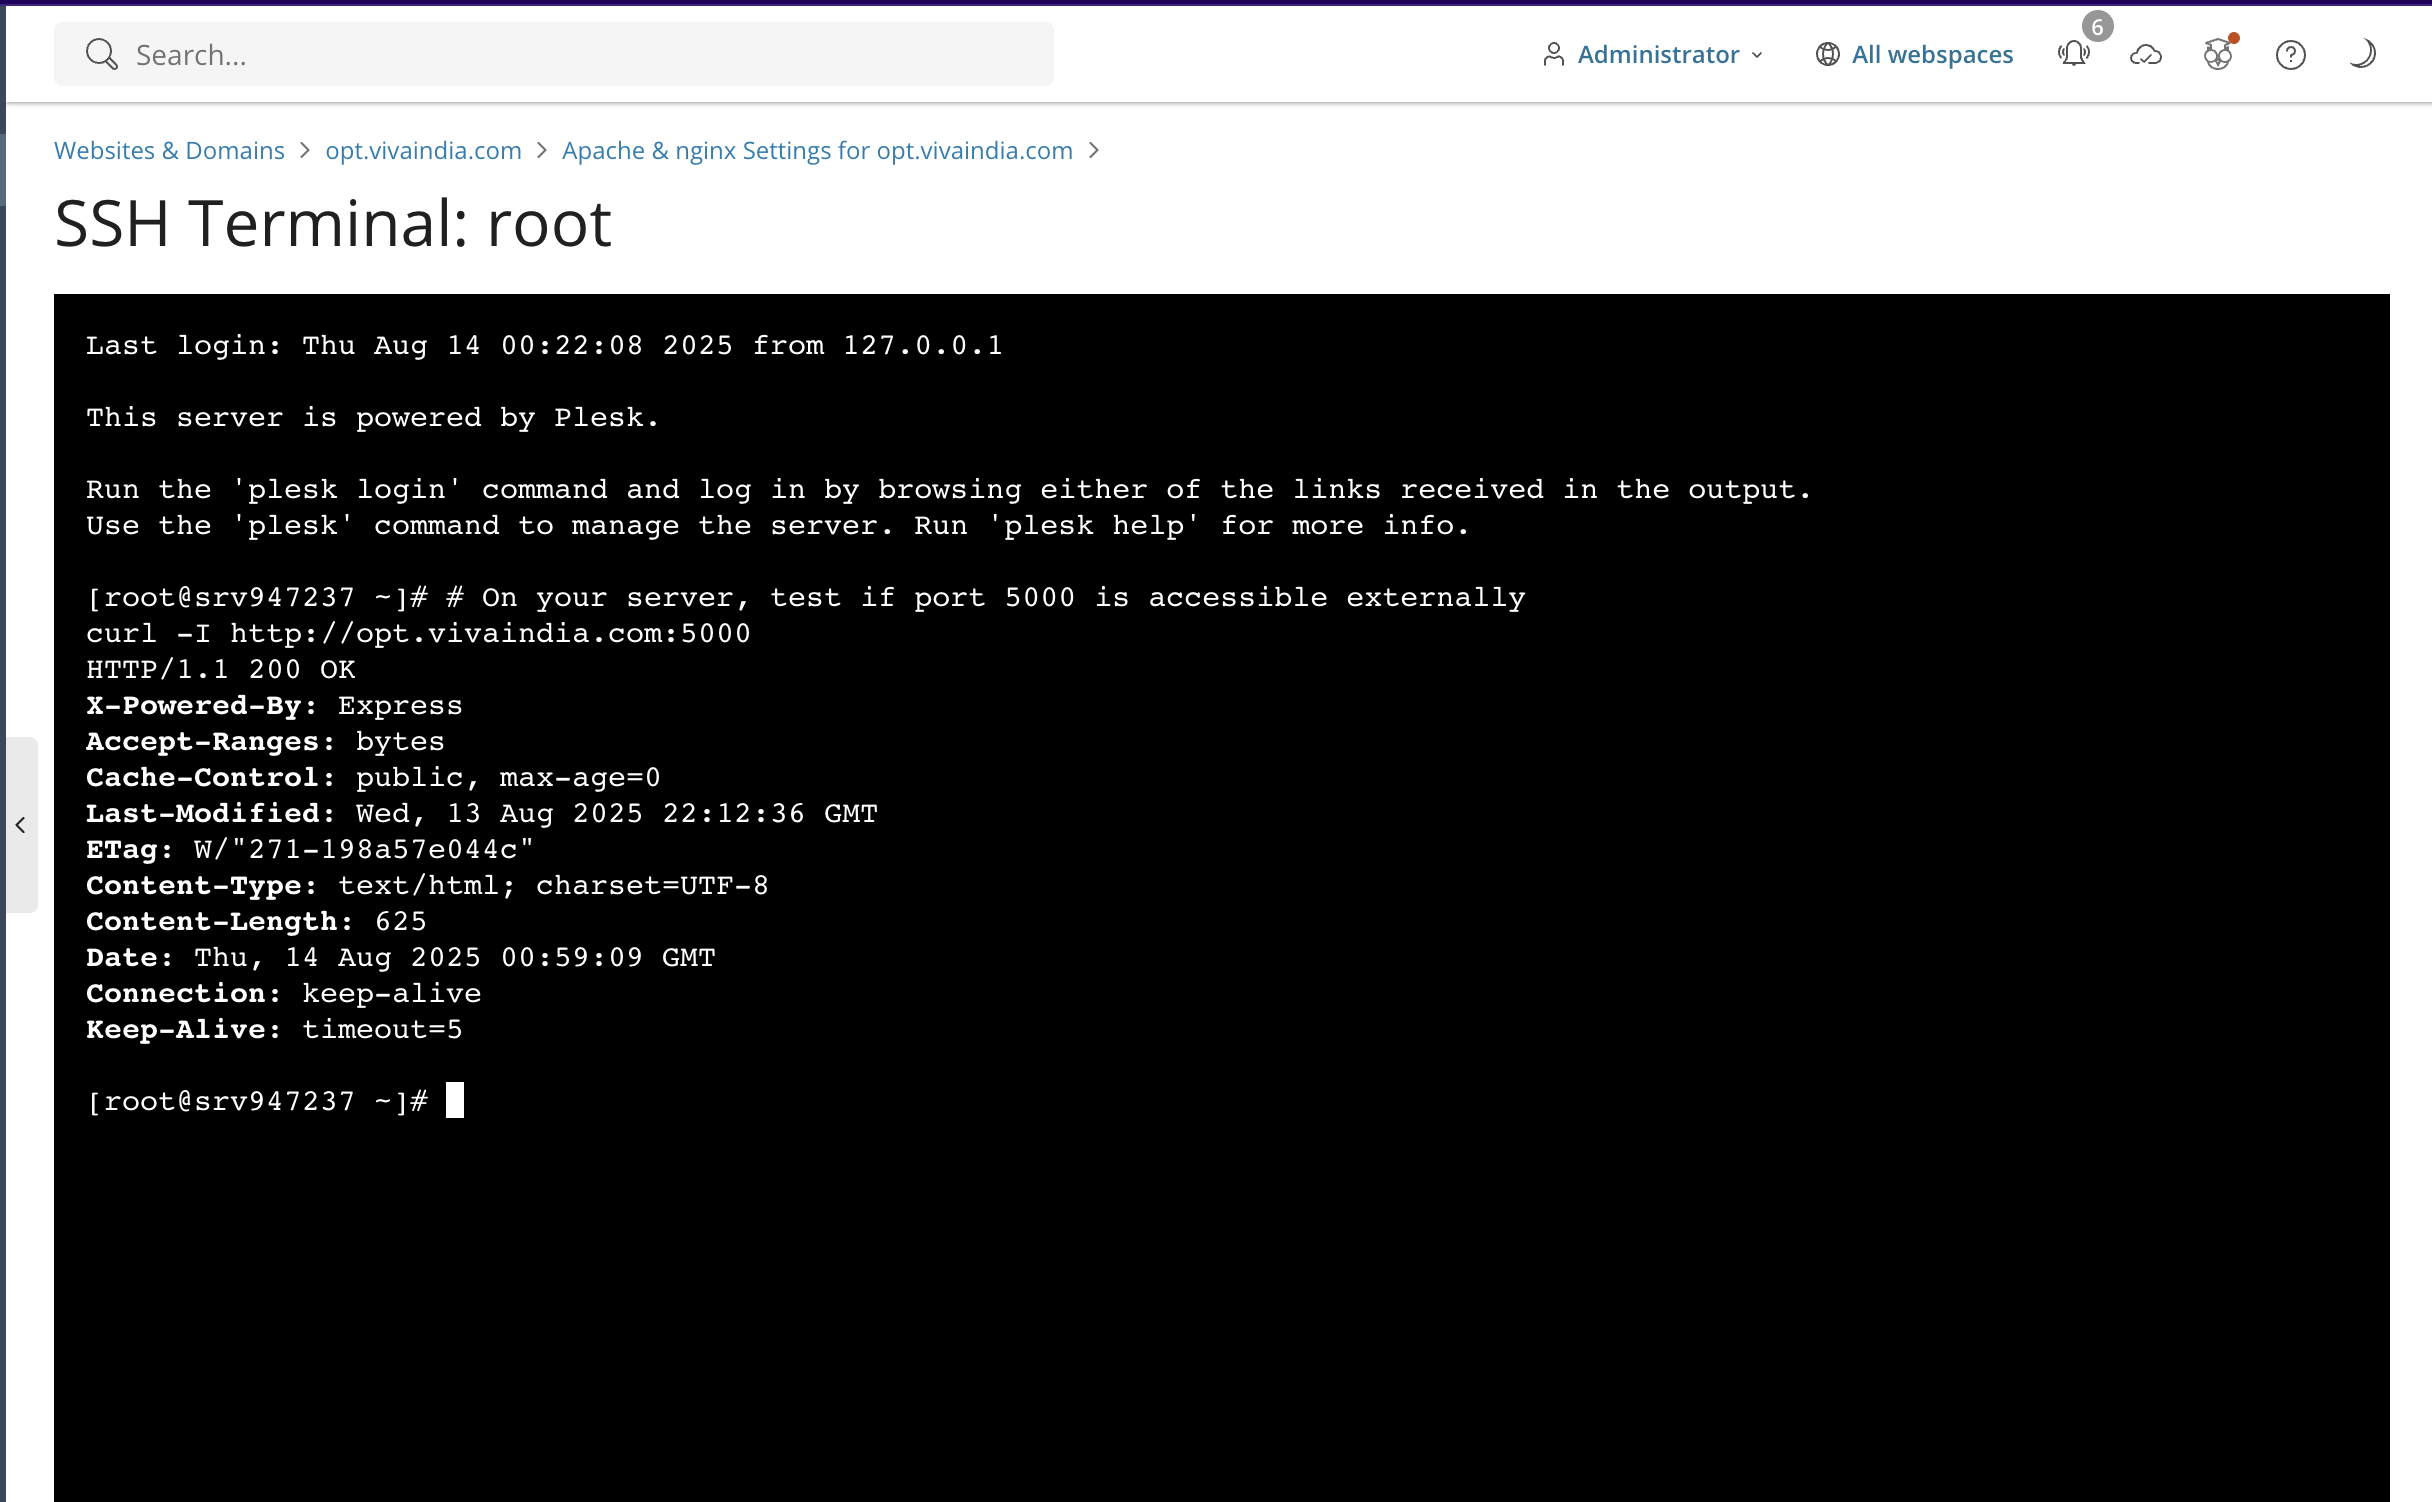 Search...
Administrator
All webspaces
6
Websites & Domains > opt.vivaindia.com > Apache & nginx Settings for opt.vivaindia.com >
SSH Terminal: root
Last login: Thu Aug 14 00:22:08 2025 from 127.0.0.1
This server is powered by Plesk.
Run the 'plesk login' command and log in by browsing either of the links received in the output.
Use the 'plesk' command to manage the server. Run 'plesk help' for more info.
[root@srv947237 ~]# # On your server, test if port 5000 is accessible externally
curl -I http://opt.vivaindia.com:5000
HTTP/1.1 200 OK
X-Powered-By: Express
Accept-Ranges: bytes
Cache-Control: public, max-age=0
Last-Modified: Wed, 13 Aug 2025 22:12:36 GMT
ETag: W/"271-198a57e044c"
Content-Type: text/html; charset=UTF-8
Content-Length: 625
Date: Thu, 14 Aug 2025 00:59:09 GMT
Connection: keep-alive
Keep-Alive: timeout=5
[root@srv947237 ~]#